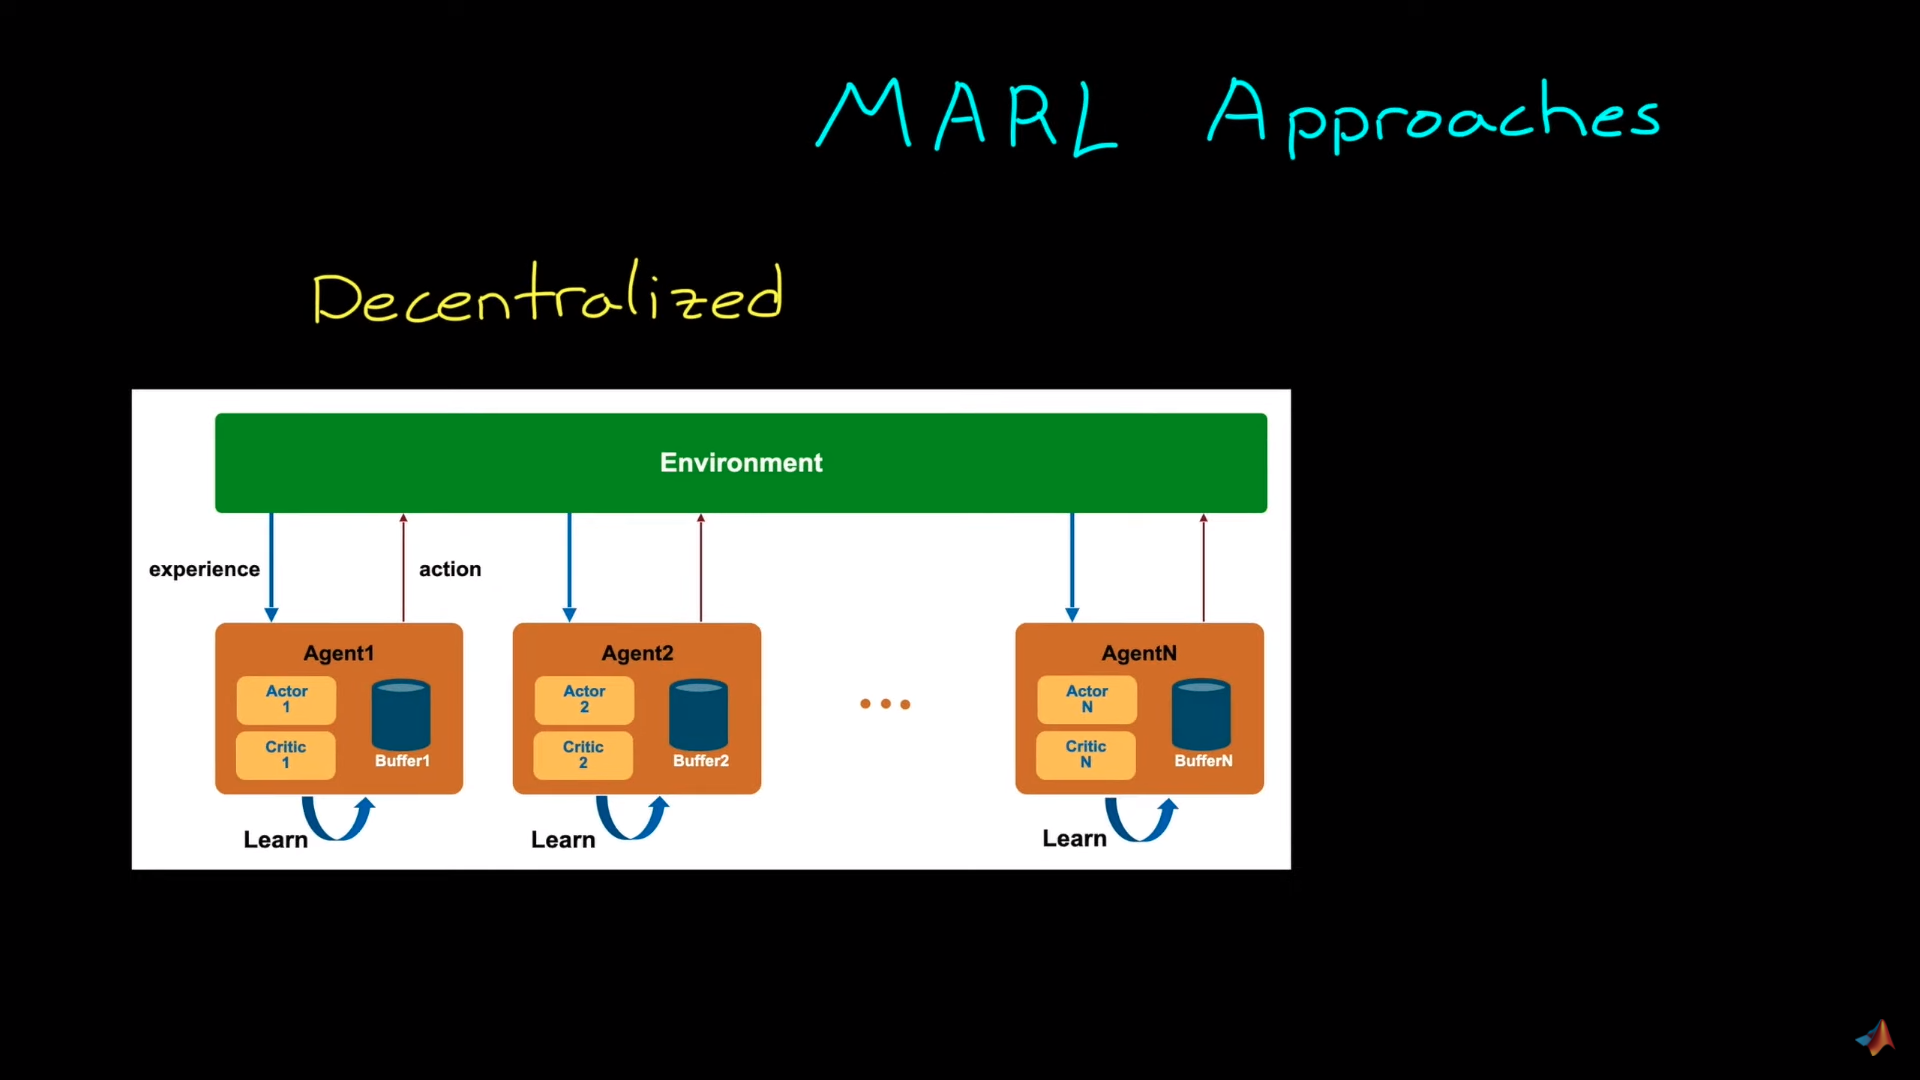 MARL Approaches
Decentralized
Environment
experience
action
Agent1
Actor
1
Critic
1
Buffer1
Learn
Agent2
Actor
2
Critic
2
Buffer2
Learn
AgentN
Actor
N
Critic
N
BufferN
Learn